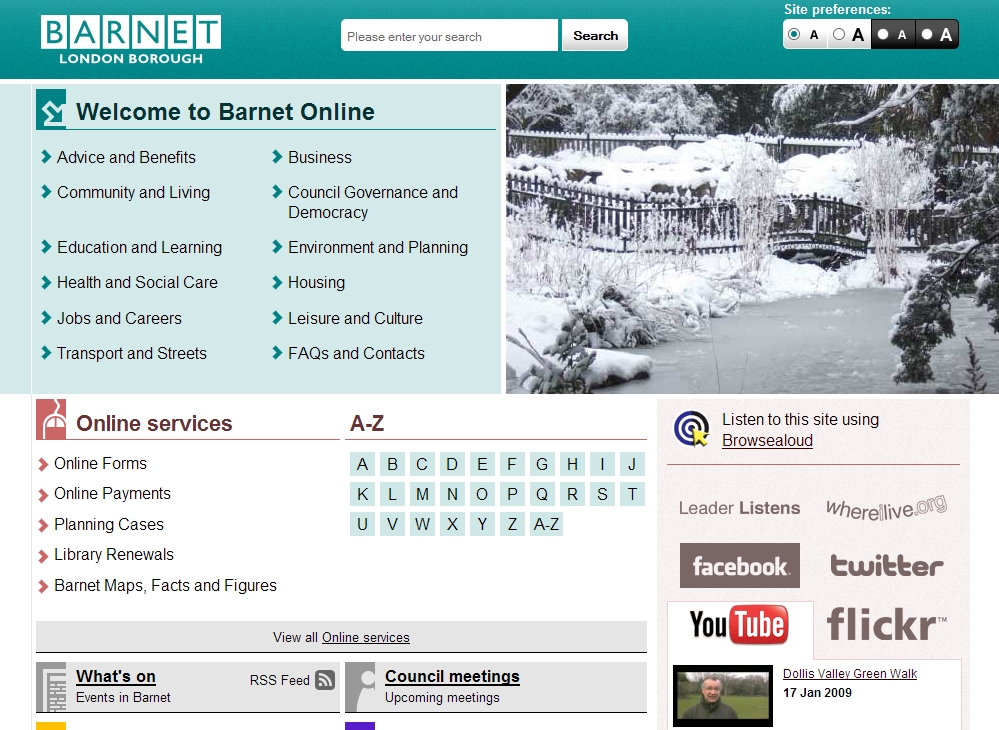 BARNET
LONDON BOROUGH
Please enter your search
Search
Site preferences:
A
A
A
A
Welcome to Barnet Online
Advice and Benefits
Business
Community and Living
Council Governance and
Democracy
Education and Learning
Environment and Planning
Health and Social Care
Housing
Jobs and Careers
Leisure and Culture
Transport and Streets
FAQs and Contacts
Online services
Online Forms
Online Payments
Planning Cases
Library Renewals
Barnet Maps, Facts and Figures
A-Z
A B C D E F G H I J
K L M N O P Q R S T
U V W X Y Z A-Z
View all Online services
What's on
Events in Barnet
RSS Feed
Council meetings
Upcoming meetings
Listen to this site using
Browsealoud
Leader Listens
whereilive.org
facebook
twitter
YouTube
flickr™
Dollis Valley Green Walk
17 Jan 2009